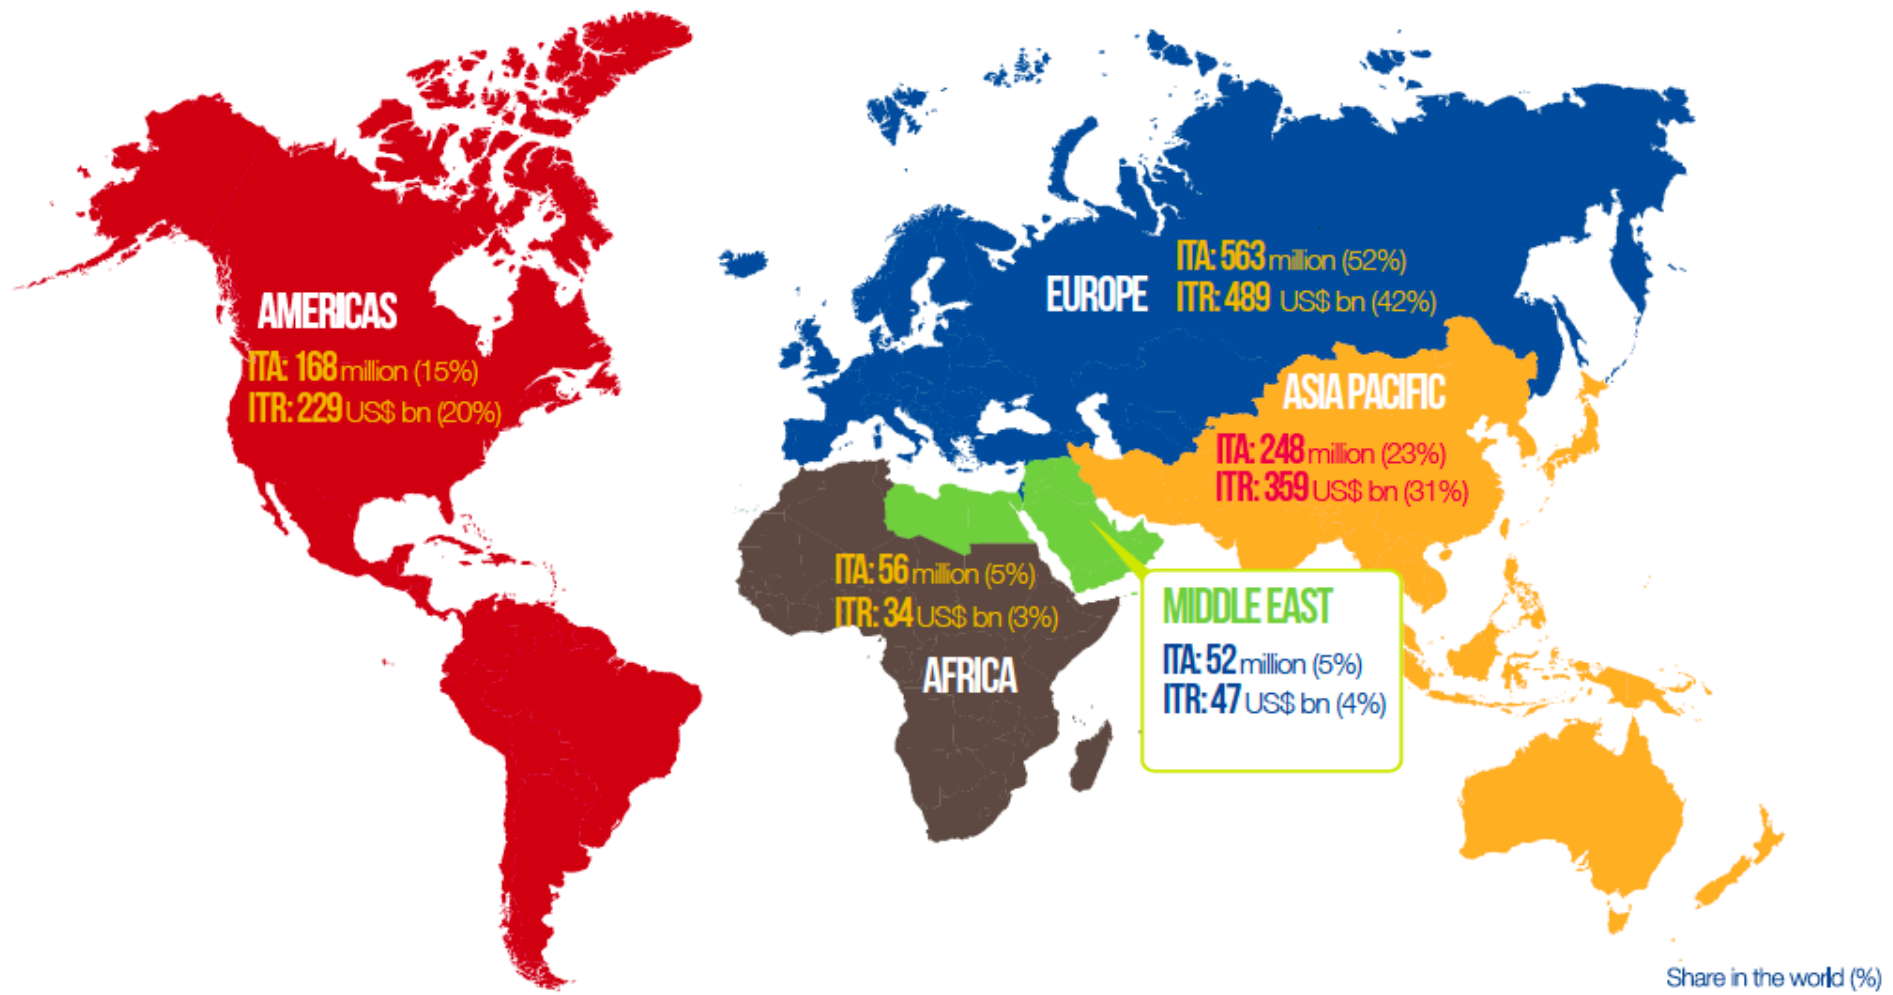 AMERICAS
ITA: 168 million (15%)
ITR: 229 US$ bn (20%)
EUROPE
ITA: 563 million (52%)
ITR: 489 US$ bn (42%)
ASIA PACIFIC
ITA: 248 million (23%)
ITR: 359 US$ bn (31%)
ITA: 56 million (5%)
ITR: 34 US$ bn (3%)
AFRICA
MIDDLE EAST
ITA: 52 million (5%)
ITR: 47 US$ bn (4%)
Share in the world (%)